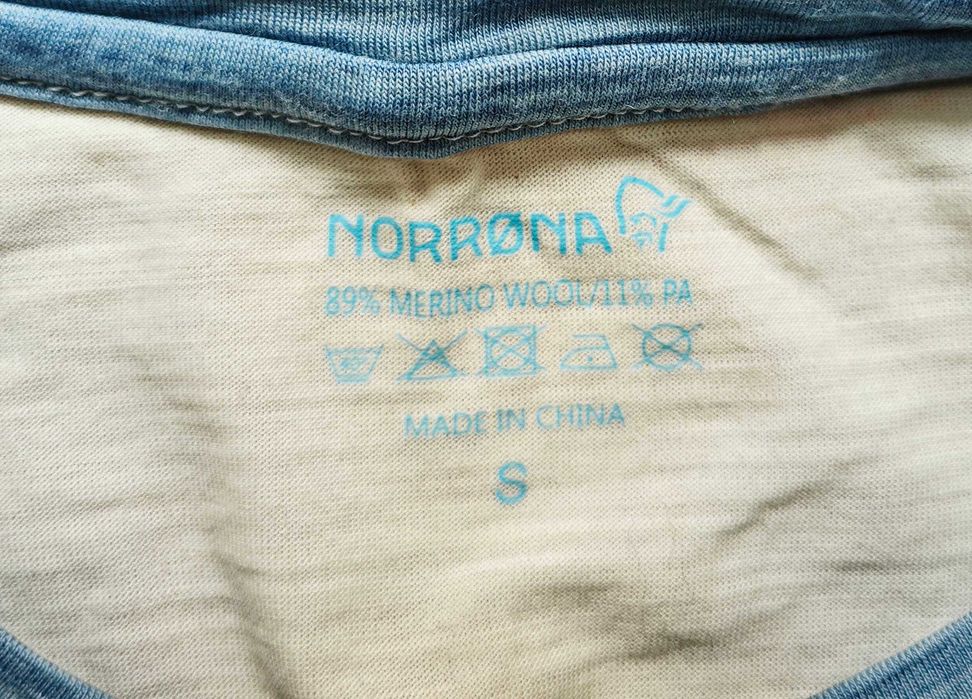 NORRØNA
89% MERINO WOOL/11% PA
MADE IN CHINA
S